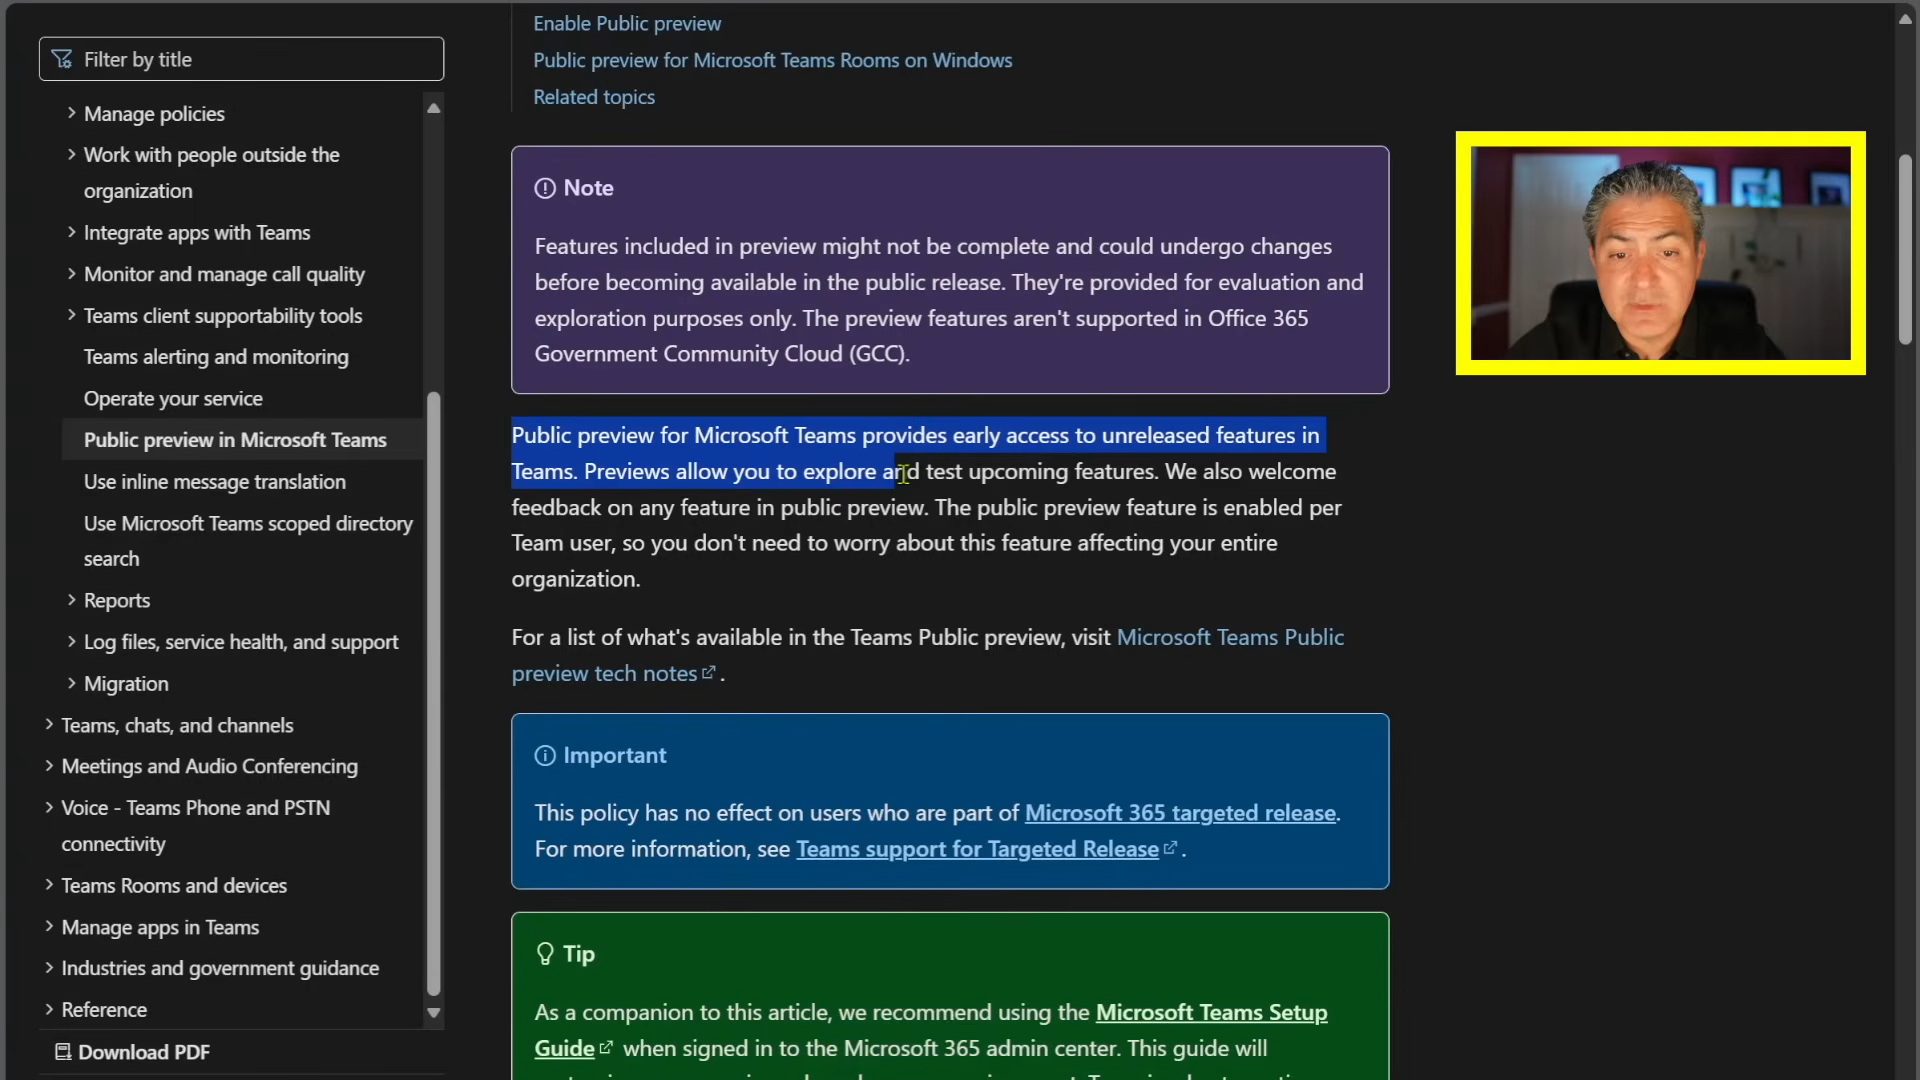 Filter by title
Manage policies
Work with people outside the
organization
Integrate apps with Teams
Monitor and manage call quality
Teams client supportability tools
Teams alerting and monitoring
Operate your service
Public preview in Microsoft Teams
Use inline message translation
Use Microsoft Teams scoped directory
search
Reports
Log files, service health, and support
Migration
Teams, chats, and channels
Meetings and Audio Conferencing
Voice - Teams Phone and PSTN
connectivity
Teams Rooms and devices
Manage apps in Teams
Industries and government guidance
Reference
Download PDF
Enable Public preview
Public preview for Microsoft Teams Rooms on Windows
Related topics
Note
Features included in preview might not be complete and could undergo changes
before becoming available in the public release. They're provided for evaluation and
exploration purposes only. The preview features aren't supported in Office 365
Government Community Cloud (GCC).
Public preview for Microsoft Teams provides early access to unreleased features in
Teams. Previews allow you to explore and test upcoming features. We also welcome
feedback on any feature in public preview. The public preview feature is enabled per
Team user, so you don't need to worry about this feature affecting your entire
organization.
For a list of what's available in the Teams Public preview, visit Microsoft Teams Public
preview tech notes .
Important
This policy has no effect on users who are part of Microsoft 365 targeted release.
For more information, see Teams support for Targeted Release .
Tip
As a companion to this article, we recommend using the Microsoft Teams Setup
Guide when signed in to the Microsoft 365 admin center. This guide will